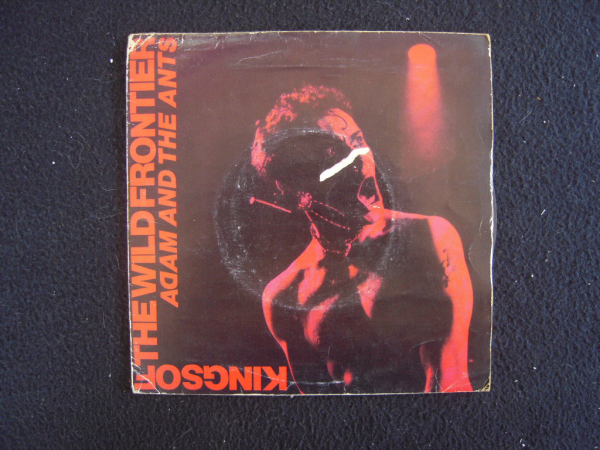 KINGS OF
THE WILD FRONTIER
ADAM AND THE ANTS